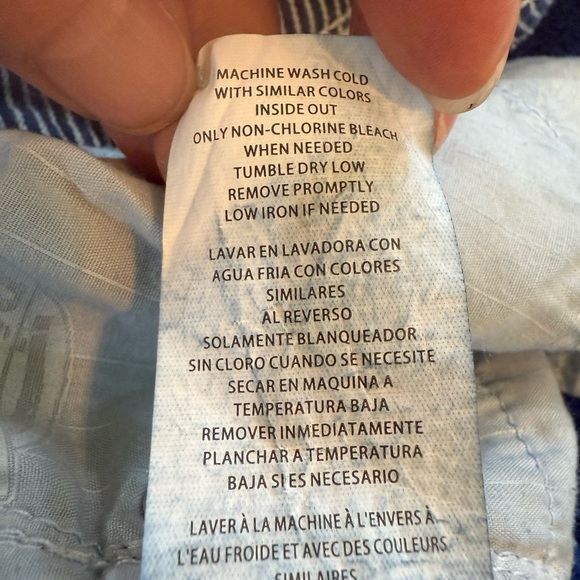 MACHINE WASH COLD
WITH SIMILAR COLORS
INSIDE OUT
ONLY NON-CHLORINE BLEACH
WHEN NEEDED
TUMBLE DRY LOW
REMOVE PROMPTLY
LOW IRON IF NEEDED
LAVAR EN LAVADORA CON
AGUA FRIA CON COLORES
SIMILARES
AL REVERSO
SOLAMENTE BLANQUEADOR
SIN CLORO CUANDO SE NECESITE
SECAR EN MAQUINA A
TEMPERATURA BAJA
REMOVER INMEDIATAMENTE
PLANCHAR A TEMPERATURA
BAJA SI ES NECESARIO
LAVER À LA MACHINE À L'ENVERS À
L'EAU FROIDE ET AVEC DES COULEURS
SIMILAIRES